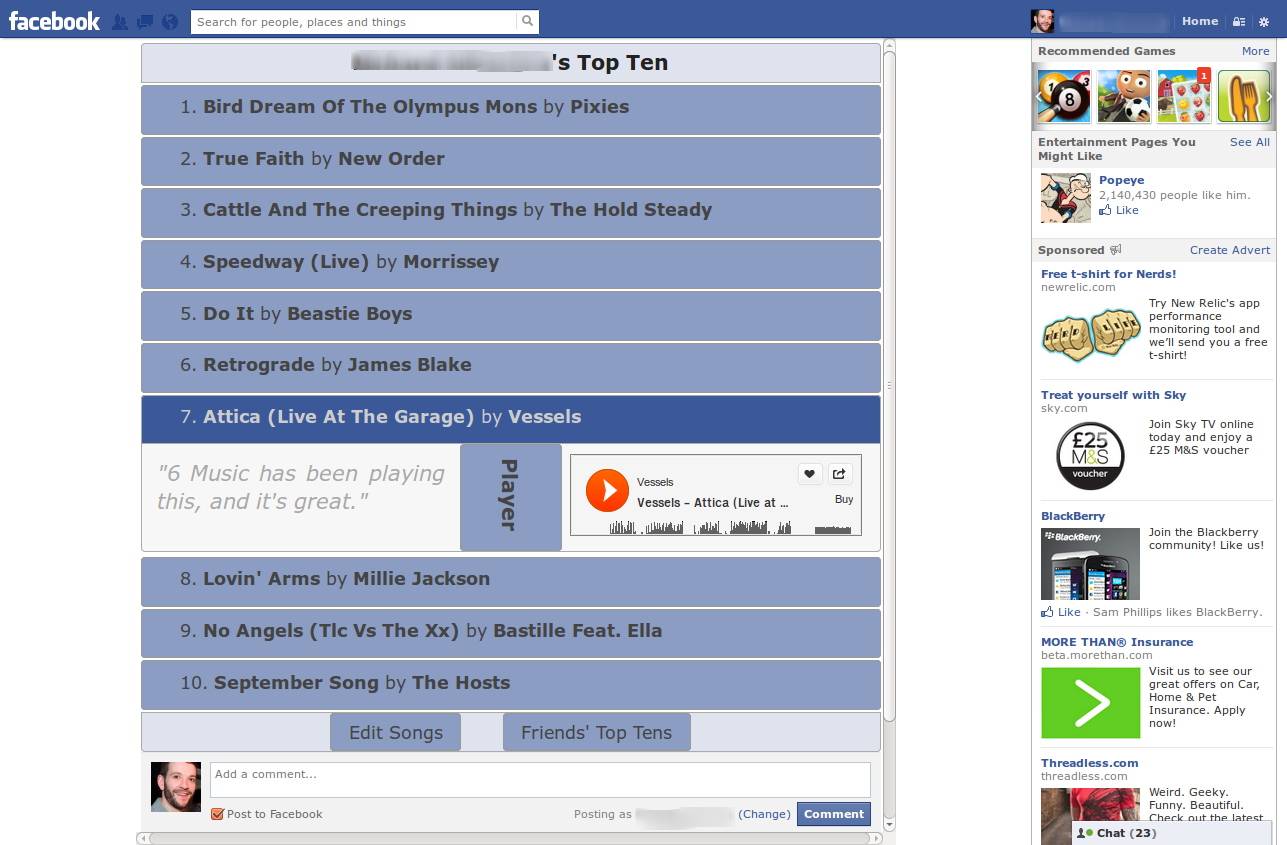 facebook
Search for people, places and things
Home
's Top Ten
1. Bird Dream Of The Olympus Mons by Pixies
2. True Faith by New Order
3. Cattle And The Creeping Things by The Hold Steady
4. Speedway (Live) by Morrissey
5. Do It by Beastie Boys
6. Retrograde by James Blake
7. Attica (Live At The Garage) by Vessels
"6 Music has been playing
this, and it's great."
Player
Vessels
Vessels - Attica (Live at ...
Buy
8. Lovin' Arms by Millie Jackson
9. No Angels (Tlc Vs The Xx) by Bastille Feat. Ella
10. September Song by The Hosts
Edit Songs
Friends' Top Tens
Add a comment...
Post to Facebook
Posting as
(Change)
Comment
Recommended Games
More
1
8
3
1
Entertainment Pages You
Might Like
See All
Popeye
2,140,430 people like him.
Like
Sponsored
Create Advert
Free t-shirt for Nerds!
newrelic.com
NERD LIFE
Try New Relic's app
performance
monitoring tool and
we'll send you a free
t-shirt!
Treat yourself with Sky
sky.com
£25
M&S
voucher
Join Sky TV online
today and enjoy a
£25 M&S voucher
BlackBerry
BlackBerry.
Join the Blackberry
community! Like us!
Like · Sam Phillips likes BlackBerry.
MORE THAN® Insurance
beta.morethan.com
Visit us to see our
great offers on Car,
Home & Pet
Insurance. Apply
now!
Threadless.com
threadless.com
Weird. Geeky.
Funny. Beautiful.
Check out the latest
Chat (23)